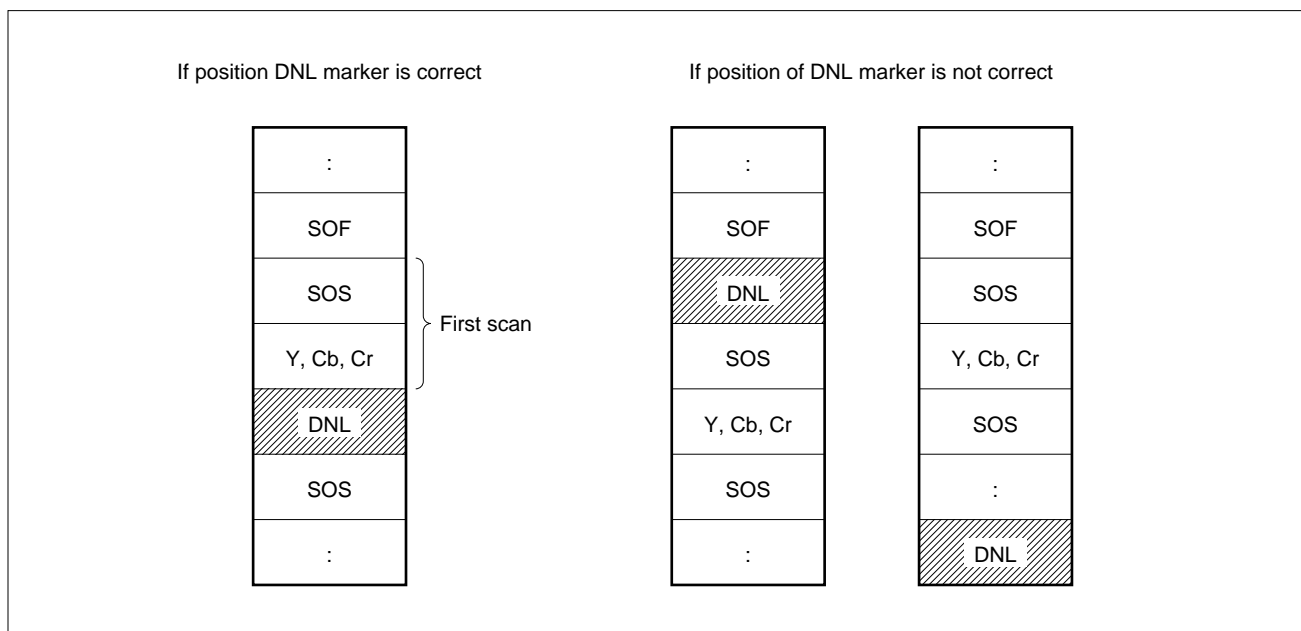 If position DNL marker is correct
:
SOF
SOS
Y, Cb, Cr
First scan
DNL
SOS
:
If position of DNL marker is not correct
:
SOF
DNL
SOS
Y, Cb, Cr
SOS
:
:
SOF
SOS
Y, Cb, Cr
SOS
:
DNL